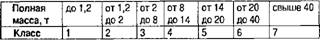 Полная масса, т | до 1,2 | от 1,2 до 2 | от 2 до 8 | от 8 до 14 | от 14 до 20 | от 20 до 40 | свыше 40
Класс | 1 | 2 | 3 | 4 | 5 | 6 | 7